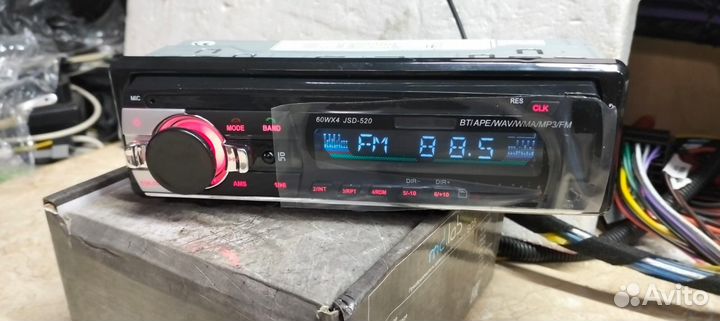 MIC
RES
CLK
60WX4 JSD-520
BT/APE/WAV/WMA/MP3/FM
MODE
BAND
FM 88.5
DIR-
DIR+
AMS
2/INT
3/RPT
4/RDM
5/-10
6/+10
Avito